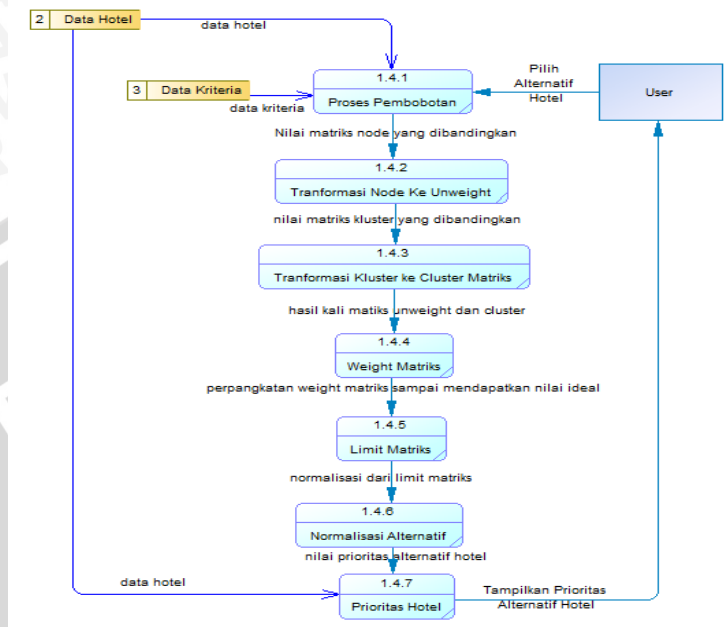 2 Data Hotel
data hotel
3 Data Kriteria
data kriteria
1.4.1
Proses Pembobotan
Pilih
Alternatif
Hotel
User
Nilai matriks node yang dibandingkan
1.4.2
Tranformasi Node Ke Unweight
nilai matriks kluster yang dibandingkan
1.4.3
Tranformasi Kluster ke Cluster Matriks
hasil kali matiks unweight dan cluster
1.4.4
Weight Matriks
perpangkatan weight matriks sampai mendapatkan nilai ideal
1.4.5
Limit Matriks
normalisasi dari limit matriks
1.4.6
Normalisasi Alternatif
nilai prioritas alternatif hotel
data hotel
1.4.7
Prioritas Hotel
Tampilkan Prioritas
Alternatif Hotel